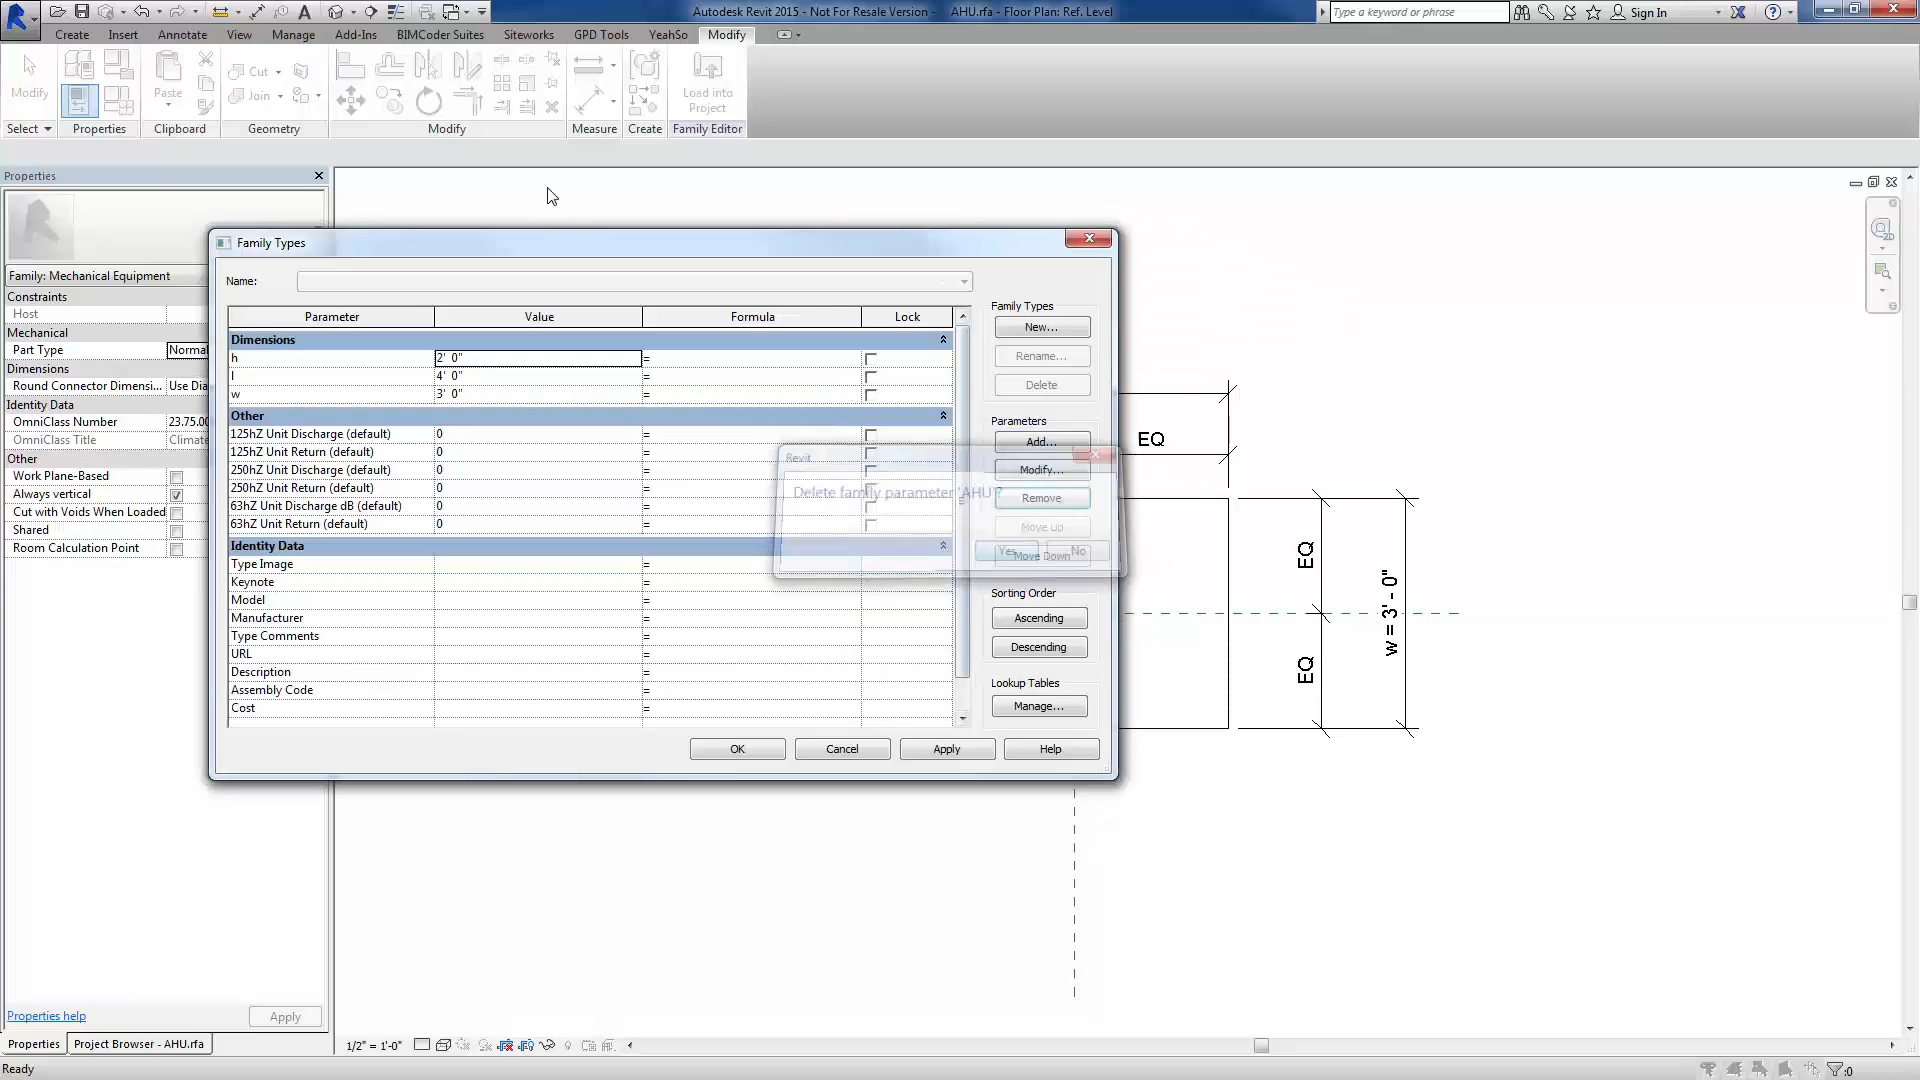 Autodesk Revit 2015 - Not For Resale Version - AHU.rfa - Floor Plan: Ref. Level
Type a keyword or phrase
Sign In
Create Insert Annotate View Manage Add-Ins BIMCoder Suites Siteworks GPD Tools YeahSo Modify
Modify
Paste
Cut
Join
Load into
Project
Select Properties Clipboard Geometry Modify Measure Create Family Editor
Properties
Family: Mechanical Equipment
Constraints
Host
Mechanical
Part Type Normal
Dimensions
Round Connector Dimensi... Use Dia
Identity Data
OmniClass Number 23.75.00
OmniClass Title Climate
Other
Work Plane-Based
Always vertical
Cut with Voids When Loaded
Shared
Room Calculation Point
Properties help
Apply
Properties
Project Browser - AHU.rfa
Ready
Family Types
Name:
Parameter Value Formula Lock
Dimensions
h 2' 0" =
l 4' 0" =
w 3' 0" =
Other
125hZ Unit Discharge (default) 0 =
125hZ Unit Return (default) 0 =
250hZ Unit Discharge (default) 0 =
250hZ Unit Return (default) 0 =
63hZ Unit Discharge dB (default) 0 =
63hZ Unit Return (default) 0 =
Identity Data
Type Image =
Keynote =
Model =
Manufacturer =
Type Comments =
URL =
Description =
Assembly Code =
Cost =
Family Types
New...
Rename...
Delete
Parameters
Add...
Modify...
Remove
Move Up
Move Down
Sorting Order
Ascending
Descending
Lookup Tables
Manage...
OK
Cancel
Apply
Help
Revit
Delete family parameter 'AHU'?
Yes
No
EQ
EQ
EQ
w = 3' - 0"
1/2" = 1'-0"
:0